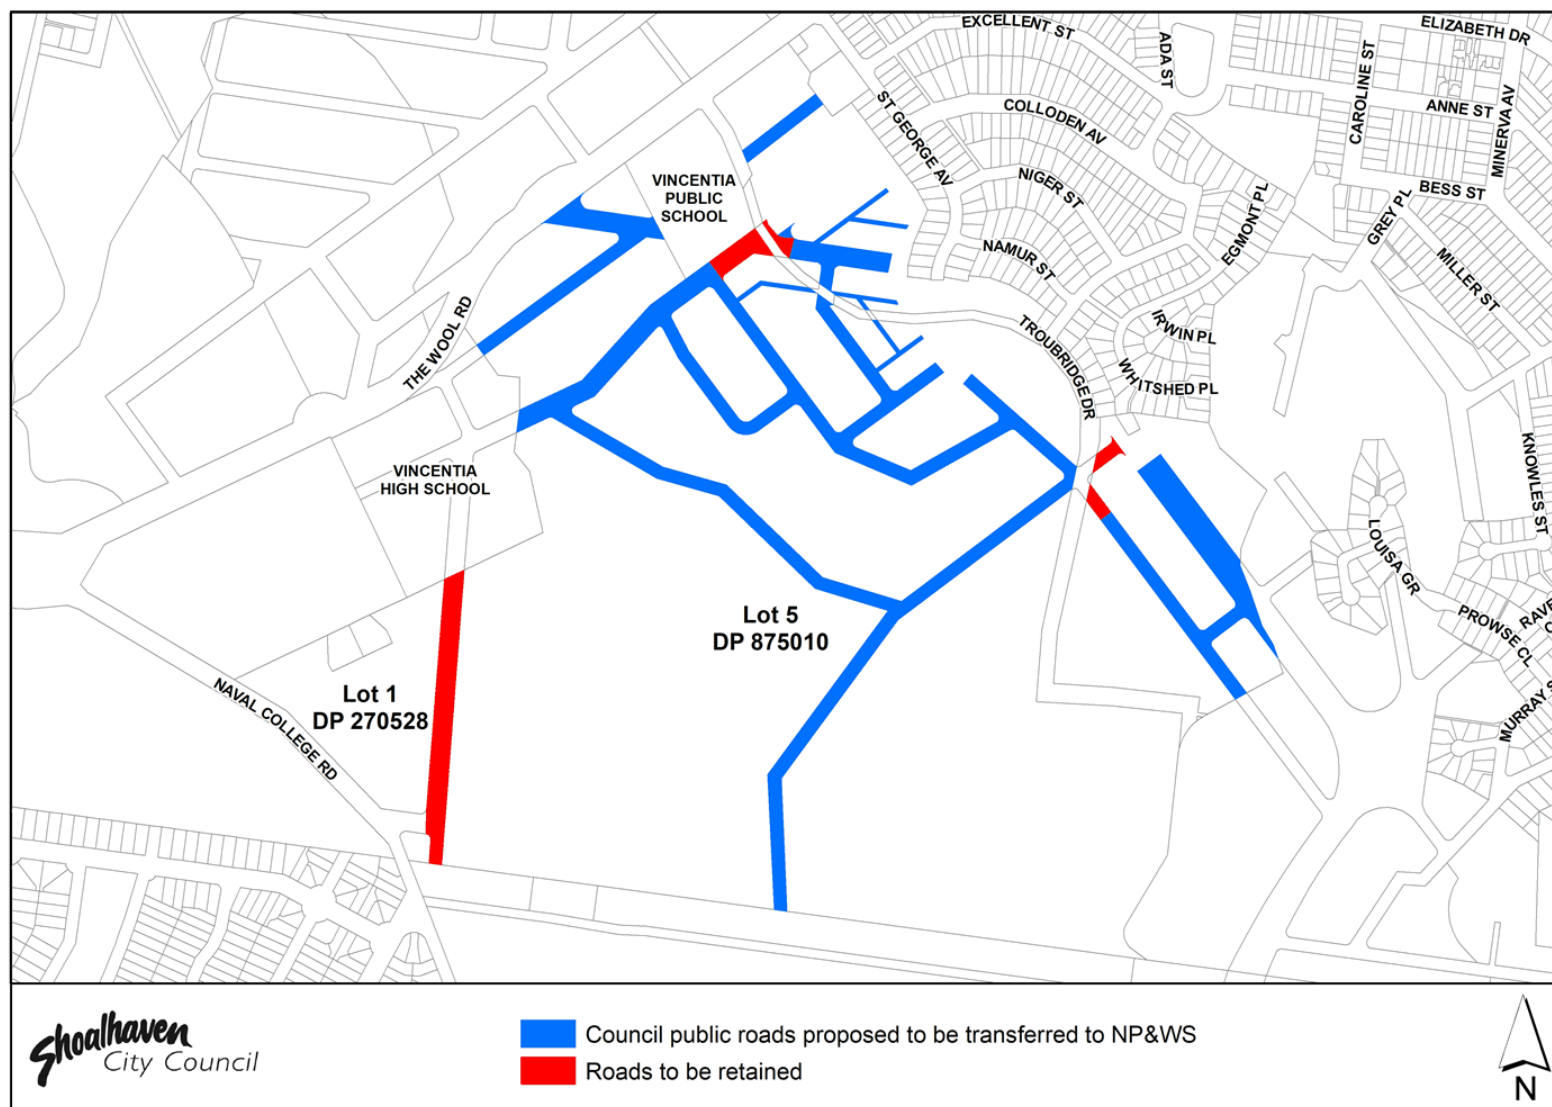 EXCELLENT ST
ADA ST
ELIZABETH DR
CAROLINE ST
MINERVA AV
ST GEORGE AV
COLLODEN AV
ANNE ST
VINCENTIA
PUBLIC
SCHOOL
NIGER ST
EGMONT PL
GREY PL
BESS ST
NAMUR ST
MILLER ST
THE WOOL RD
TROUBRIDGE DR
IRWIN PL
WHITSHED PL
VINCENTIA
HIGH SCHOOL
KNOWLES ST
LOUISA GR
PROWSE CL
Lot 5
DP 875010
Lot 1
DP 270528
NAVAL COLLEGE RD
MURRAY S
RAVE
C
Shoalhaven
City Council
Council public roads proposed to be transferred to NP&WS
Roads to be retained
N